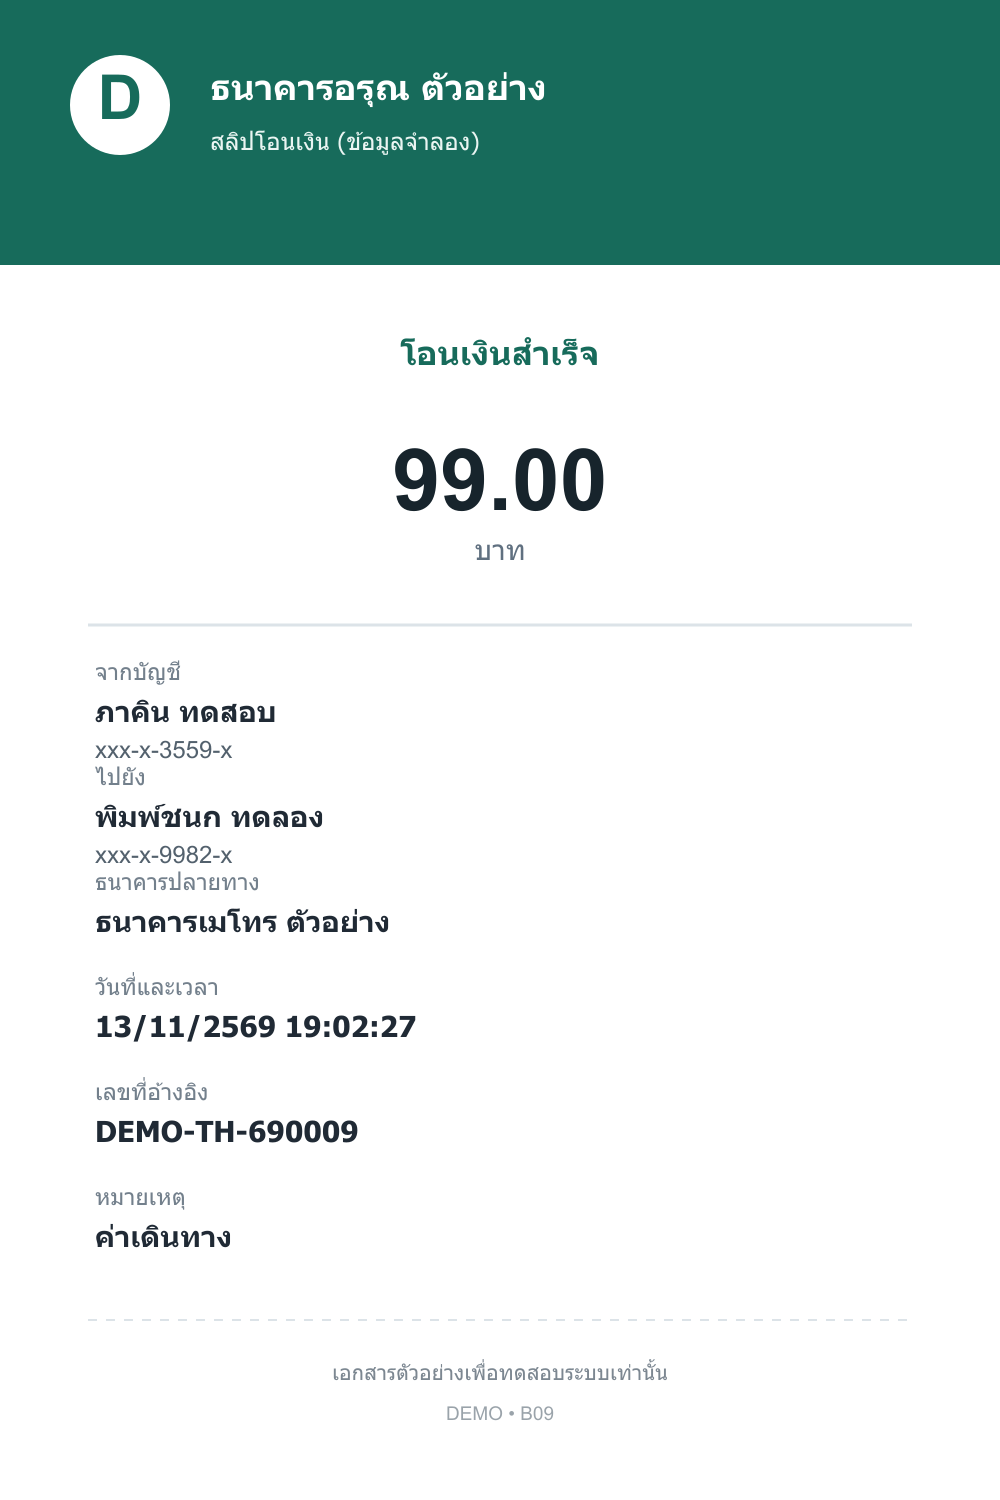 D
ธนาคารอรุณ ตัวอย่าง
สลิปโอนเงิน (ข้อมูลจำลอง)
โอนเงินสำเร็จ
99.00
บาท
จากบัญชี
ภาคิน ทดสอบ
xxx-x-3559-x
ไปยัง
พิมพ์ชนก ทดลอง
xxx-x-9982-x
ธนาคารปลายทาง
ธนาคารเมโทร ตัวอย่าง
วันที่และเวลา
13/11/2569 19:02:27
เลขที่อ้างอิง
DEMO-TH-690009
หมายเหตุ
ค่าเดินทาง
เอกสารตัวอย่างเพื่อทดสอบระบบเท่านั้น
DEMO • B09